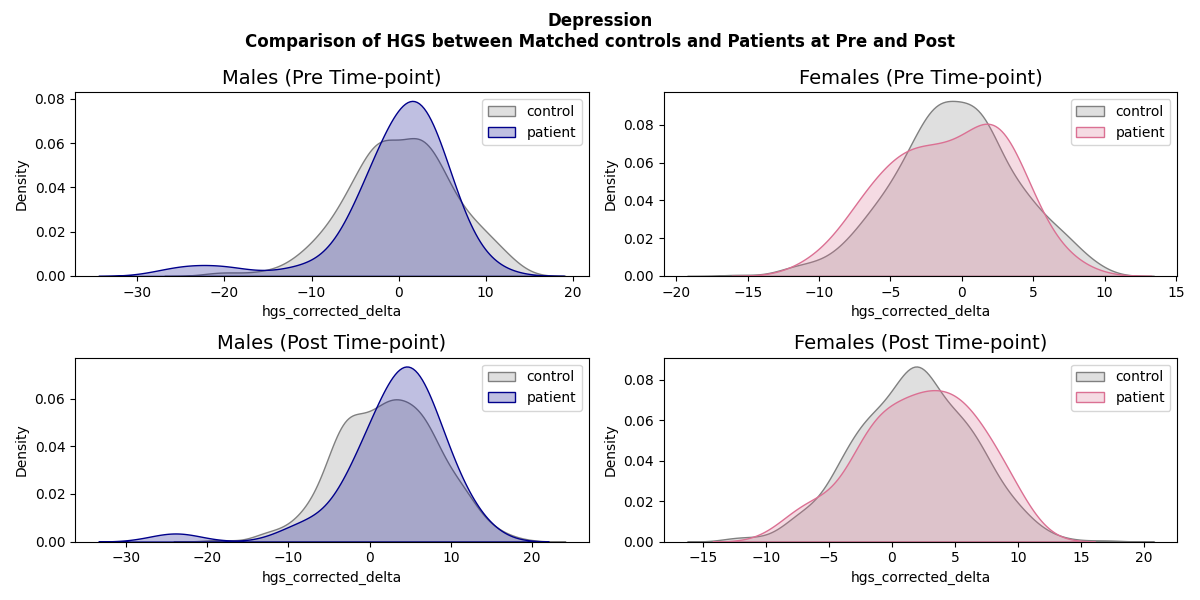 Depression
Comparison of HGS between Matched controls and Patients at Pre and Post
Males (Pre Time-point)
control
patient
Density
0.08
0.06
0.04
0.02
0.00
−30 −20 −10 0 10 20
hgs_corrected_delta
Females (Pre Time-point)
control
patient
Density
0.08
0.06
0.04
0.02
0.00
−20 −15 −10 −5 0 5 10 15
hgs_corrected_delta
Males (Post Time-point)
control
patient
Density
0.06
0.04
0.02
0.00
−30 −20 −10 0 10 20
hgs_corrected_delta
Females (Post Time-point)
control
patient
Density
0.08
0.06
0.04
0.02
0.00
−15 −10 −5 0 5 10 15 20
hgs_corrected_delta